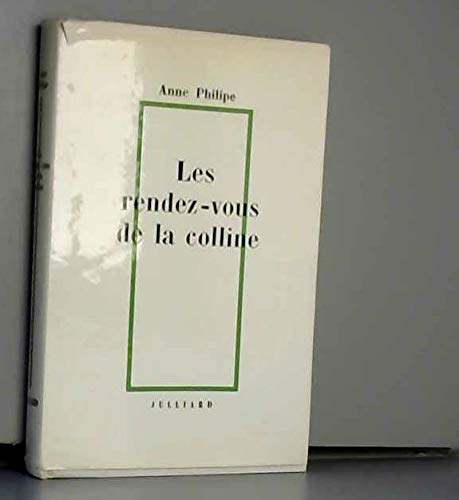 Anne Philipe
Les
rendez-vous
de la colline
JULLIARD